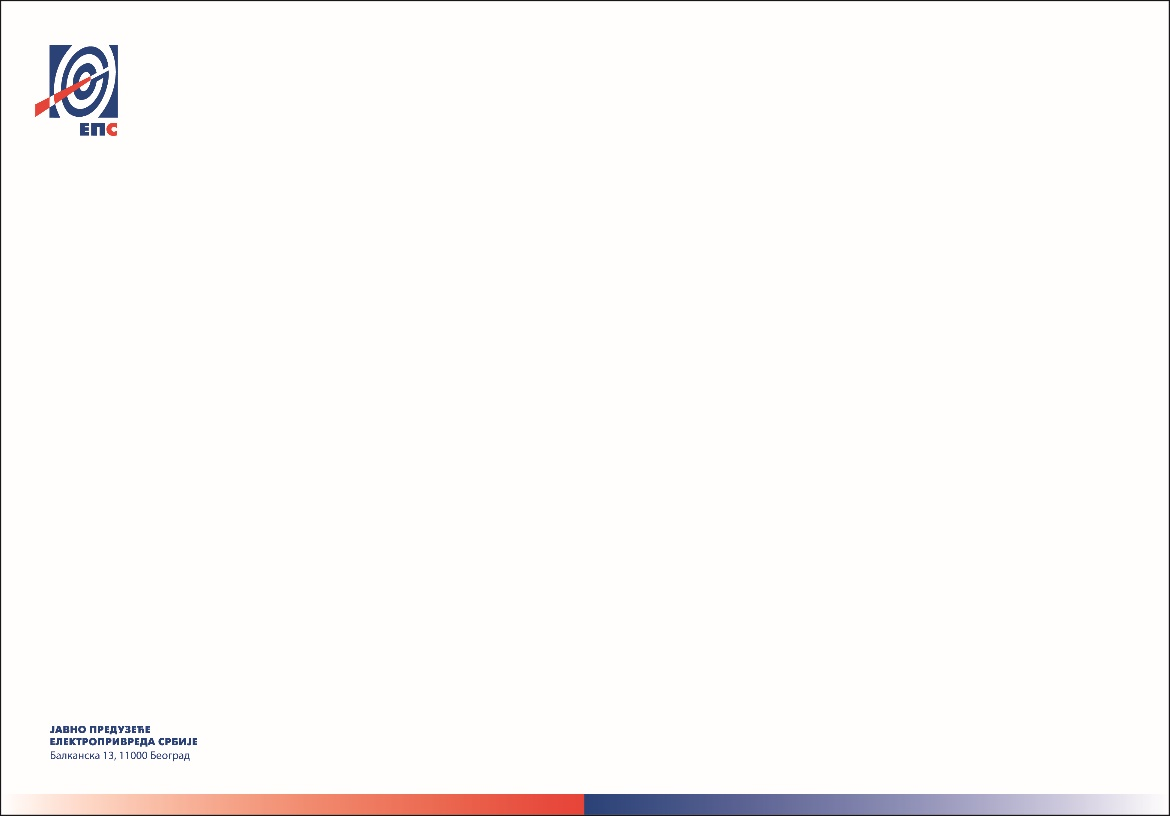 ЕПС
ЈАВНО ПРЕДУЗЕЋЕ
ЕЛЕКТРОПРИВРЕДА СРБИЈЕ
Балканска 13, 11000 Београд